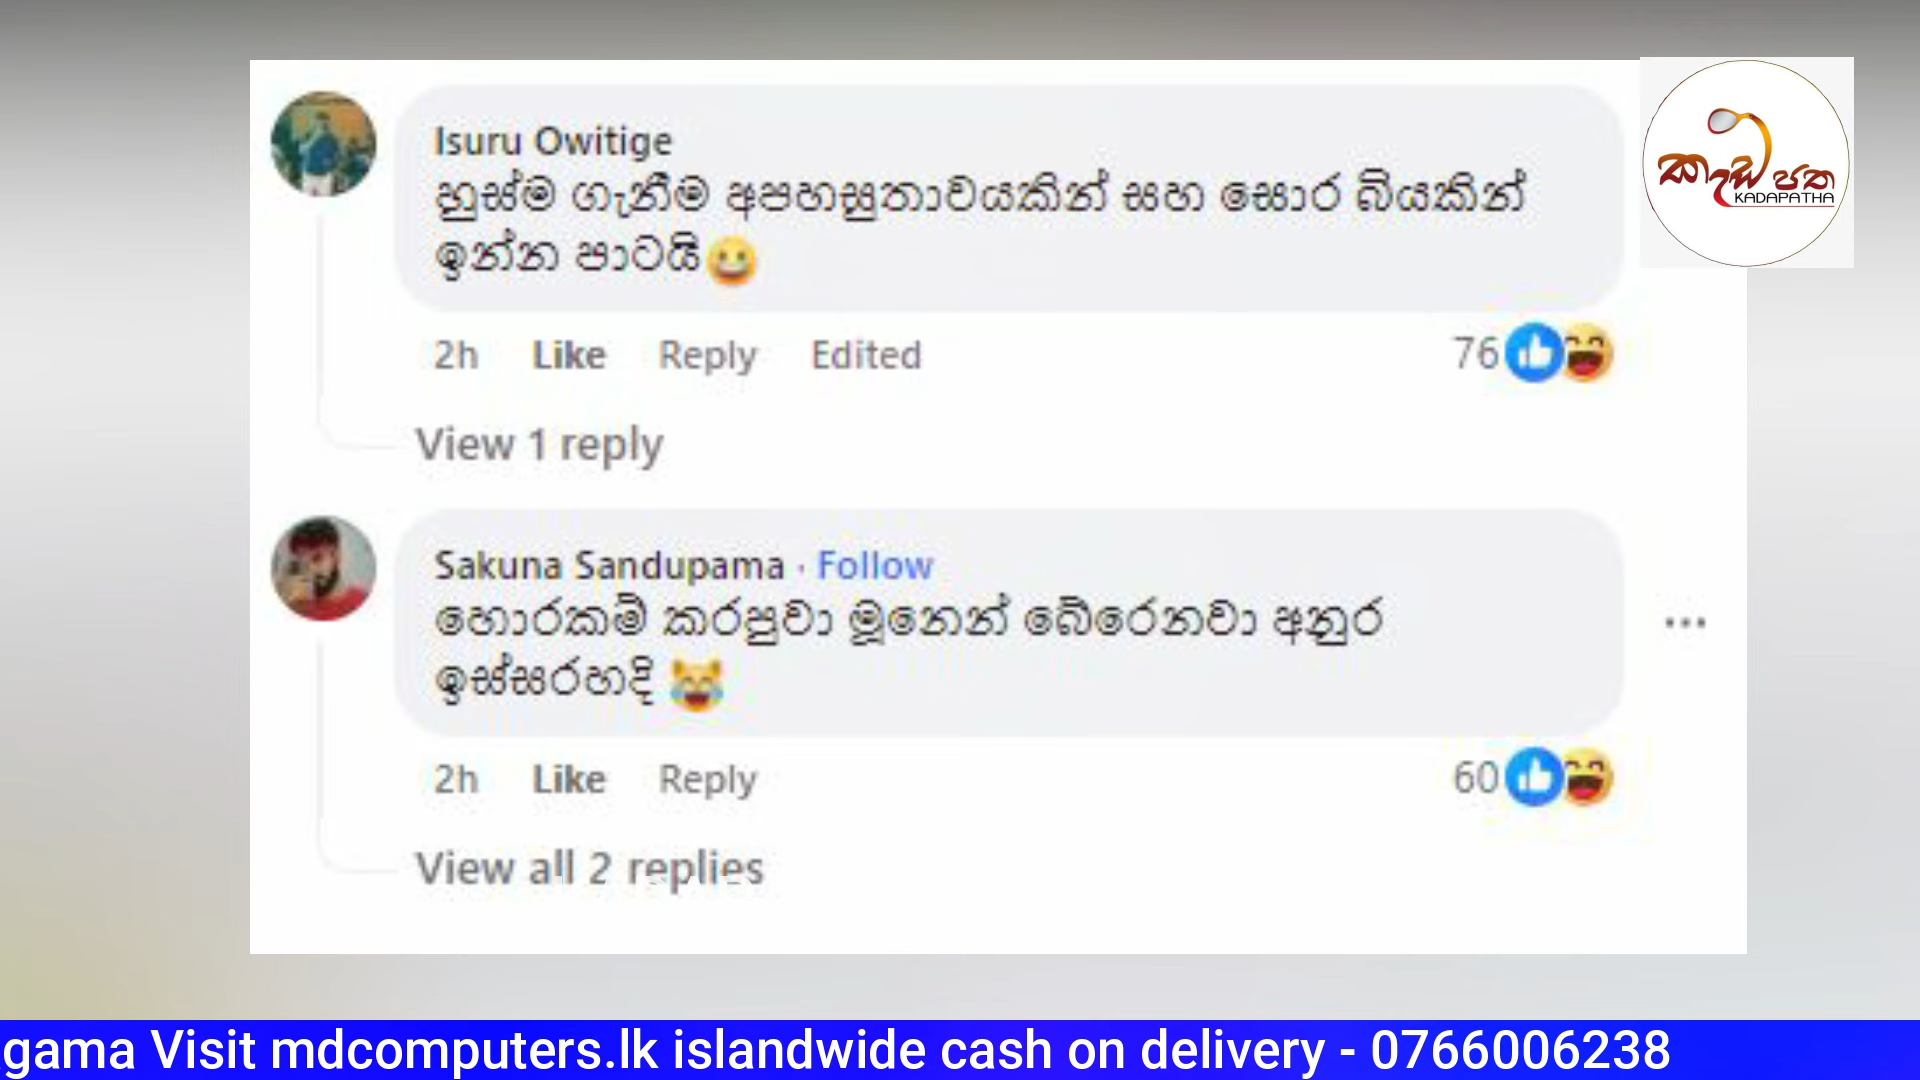 Isuru Owitige
හුස්ම ගැනීම අපහසුතාවයකින් සහ සොර බියකින්
ඉන්න පාටයි😀
2h Like Reply Edited 76
View 1 reply
Sakuna Sandupama · Follow
හොරකම් කරපුවා මූනෙන් බේරෙනවා අනුර
ඉස්සරහදි 😹
2h Like Reply 60
View all 2 replies
කැඩපත
KADAPATHA
gama Visit mdcomputers.lk islandwide cash on delivery - 0766006238